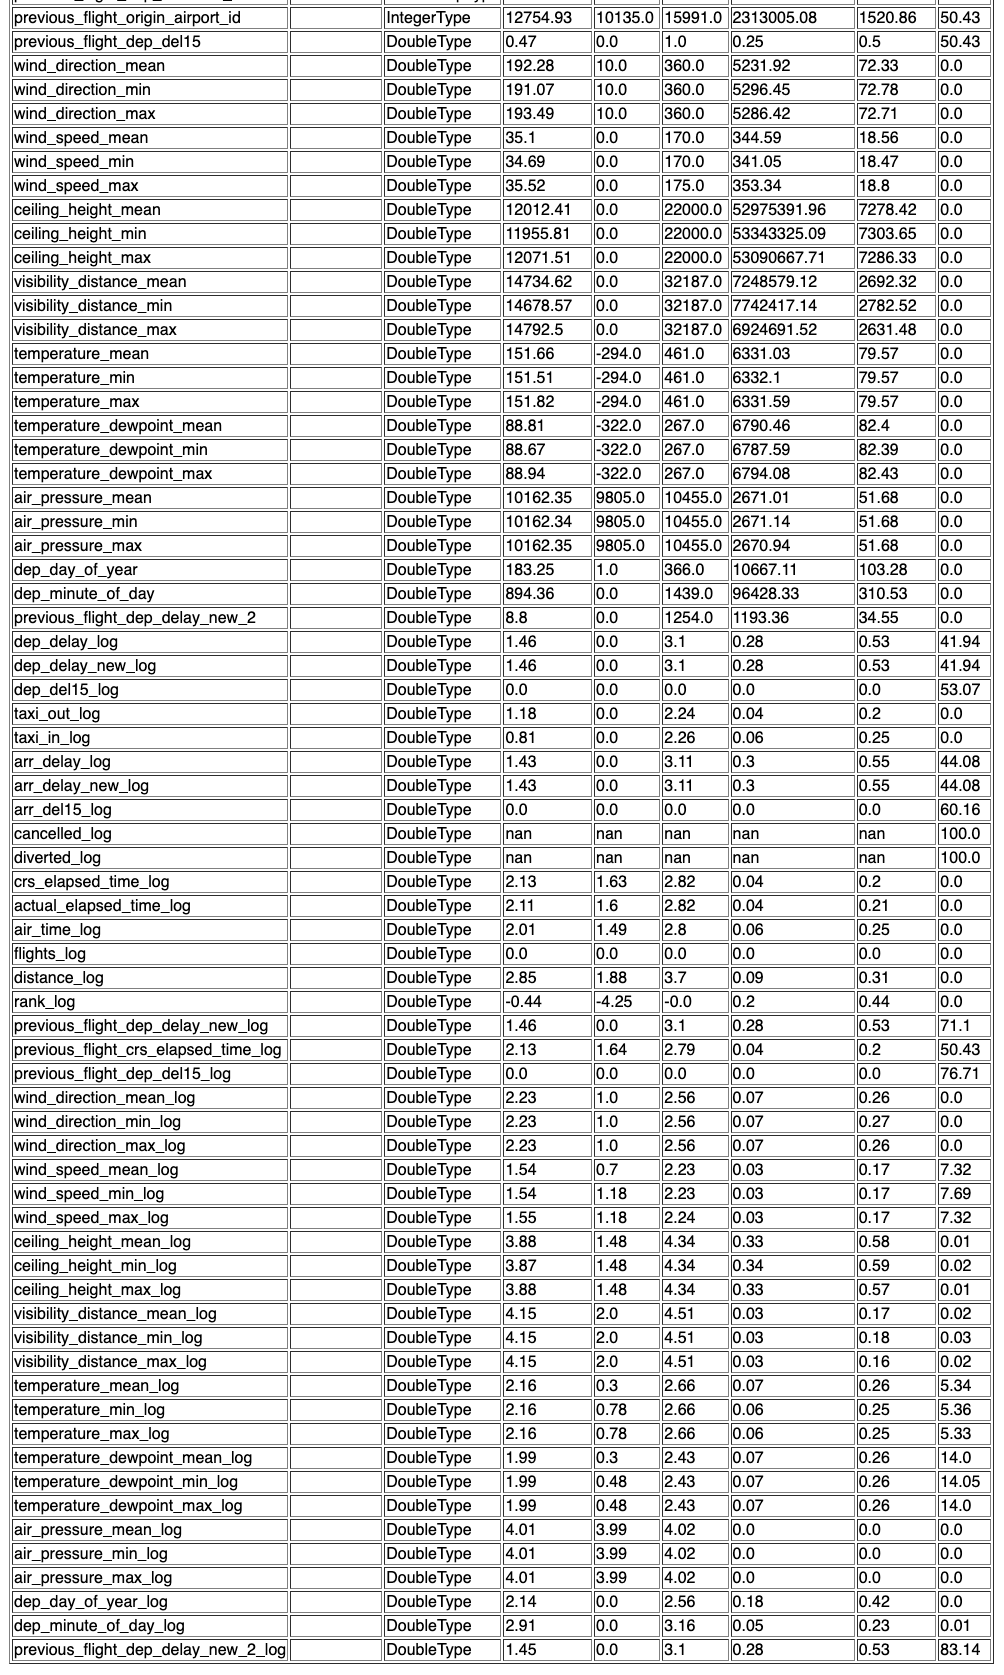 previous_flight_origin_airport_id IntegerType 12754.93 10135.0 15991.0 2313005.08 1520.86 50.43
previous_flight_dep_del15 DoubleType 0.47 0.0 1.0 0.25 0.5 50.43
wind_direction_mean DoubleType 192.28 10.0 360.0 5231.92 72.33 0.0
wind_direction_min DoubleType 191.07 10.0 360.0 5296.45 72.78 0.0
wind_direction_max DoubleType 193.49 10.0 360.0 5286.42 72.71 0.0
wind_speed_mean DoubleType 35.1 0.0 170.0 344.59 18.56 0.0
wind_speed_min DoubleType 34.69 0.0 170.0 341.05 18.47 0.0
wind_speed_max DoubleType 35.52 0.0 175.0 353.34 18.8 0.0
ceiling_height_mean DoubleType 12012.41 0.0 22000.0 52975391.96 7278.42 0.0
ceiling_height_min DoubleType 11955.81 0.0 22000.0 53343325.09 7303.65 0.0
ceiling_height_max DoubleType 12071.51 0.0 22000.0 53090667.71 7286.33 0.0
visibility_distance_mean DoubleType 14734.62 0.0 32187.0 7248579.12 2692.32 0.0
visibility_distance_min DoubleType 14678.57 0.0 32187.0 7742417.14 2782.52 0.0
visibility_distance_max DoubleType 14792.5 0.0 32187.0 6924691.52 2631.48 0.0
temperature_mean DoubleType 151.66 -294.0 461.0 6331.03 79.57 0.0
temperature_min DoubleType 151.51 -294.0 461.0 6332.1 79.57 0.0
temperature_max DoubleType 151.82 -294.0 461.0 6331.59 79.57 0.0
temperature_dewpoint_mean DoubleType 88.81 -322.0 267.0 6790.46 82.4 0.0
temperature_dewpoint_min DoubleType 88.67 -322.0 267.0 6787.59 82.39 0.0
temperature_dewpoint_max DoubleType 88.94 -322.0 267.0 6794.08 82.43 0.0
air_pressure_mean DoubleType 10162.35 9805.0 10455.0 2671.01 51.68 0.0
air_pressure_min DoubleType 10162.34 9805.0 10455.0 2671.14 51.68 0.0
air_pressure_max DoubleType 10162.35 9805.0 10455.0 2670.94 51.68 0.0
dep_day_of_year DoubleType 183.25 1.0 366.0 10667.11 103.28 0.0
dep_minute_of_day DoubleType 894.36 0.0 1439.0 96428.33 310.53 0.0
previous_flight_dep_delay_new_2 DoubleType 8.8 0.0 1254.0 1193.36 34.55 0.0
dep_delay_log DoubleType 1.46 0.0 3.1 0.28 0.53 41.94
dep_delay_new_log DoubleType 1.46 0.0 3.1 0.28 0.53 41.94
dep_del15_log DoubleType 0.0 0.0 0.0 0.0 0.0 53.07
taxi_out_log DoubleType 1.18 0.0 2.24 0.04 0.2 0.0
taxi_in_log DoubleType 0.81 0.0 2.26 0.06 0.25 0.0
arr_delay_log DoubleType 1.43 0.0 3.11 0.3 0.55 44.08
arr_delay_new_log DoubleType 1.43 0.0 3.11 0.3 0.55 44.08
arr_del15_log DoubleType 0.0 0.0 0.0 0.0 0.0 60.16
cancelled_log DoubleType nan nan nan nan nan 100.0
diverted_log DoubleType nan nan nan nan nan 100.0
crs_elapsed_time_log DoubleType 2.13 1.63 2.82 0.04 0.2 0.0
actual_elapsed_time_log DoubleType 2.11 1.6 2.82 0.04 0.21 0.0
air_time_log DoubleType 2.01 1.49 2.8 0.06 0.25 0.0
flights_log DoubleType 0.0 0.0 0.0 0.0 0.0 0.0
distance_log DoubleType 2.85 1.88 3.7 0.09 0.31 0.0
rank_log DoubleType -0.44 -4.25 -0.0 0.2 0.44 0.0
previous_flight_dep_delay_new_log DoubleType 1.46 0.0 3.1 0.28 0.53 71.1
previous_flight_crs_elapsed_time_log DoubleType 2.13 1.64 2.79 0.04 0.2 50.43
previous_flight_dep_del15_log DoubleType 0.0 0.0 0.0 0.0 0.0 76.71
wind_direction_mean_log DoubleType 2.23 1.0 2.56 0.07 0.26 0.0
wind_direction_min_log DoubleType 2.23 1.0 2.56 0.07 0.27 0.0
wind_direction_max_log DoubleType 2.23 1.0 2.56 0.07 0.26 0.0
wind_speed_mean_log DoubleType 1.54 0.7 2.23 0.03 0.17 7.32
wind_speed_min_log DoubleType 1.54 1.18 2.23 0.03 0.17 7.69
wind_speed_max_log DoubleType 1.55 1.18 2.24 0.03 0.17 7.32
ceiling_height_mean_log DoubleType 3.88 1.48 4.34 0.33 0.58 0.01
ceiling_height_min_log DoubleType 3.87 1.48 4.34 0.34 0.59 0.02
ceiling_height_max_log DoubleType 3.88 1.48 4.34 0.33 0.57 0.01
visibility_distance_mean_log DoubleType 4.15 2.0 4.51 0.03 0.17 0.02
visibility_distance_min_log DoubleType 4.15 2.0 4.51 0.03 0.18 0.03
visibility_distance_max_log DoubleType 4.15 2.0 4.51 0.03 0.16 0.02
temperature_mean_log DoubleType 2.16 0.3 2.66 0.07 0.26 5.34
temperature_min_log DoubleType 2.16 0.78 2.66 0.06 0.25 5.36
temperature_max_log DoubleType 2.16 0.78 2.66 0.06 0.25 5.33
temperature_dewpoint_mean_log DoubleType 1.99 0.3 2.43 0.07 0.26 14.0
temperature_dewpoint_min_log DoubleType 1.99 0.48 2.43 0.07 0.26 14.05
temperature_dewpoint_max_log DoubleType 1.99 0.48 2.43 0.07 0.26 14.0
air_pressure_mean_log DoubleType 4.01 3.99 4.02 0.0 0.0 0.0
air_pressure_min_log DoubleType 4.01 3.99 4.02 0.0 0.0 0.0
air_pressure_max_log DoubleType 4.01 3.99 4.02 0.0 0.0 0.0
dep_day_of_year_log DoubleType 2.14 0.0 2.56 0.18 0.42 0.0
dep_minute_of_day_log DoubleType 2.91 0.0 3.16 0.05 0.23 0.01
previous_flight_dep_delay_new_2_log DoubleType 1.45 0.0 3.1 0.28 0.53 83.14